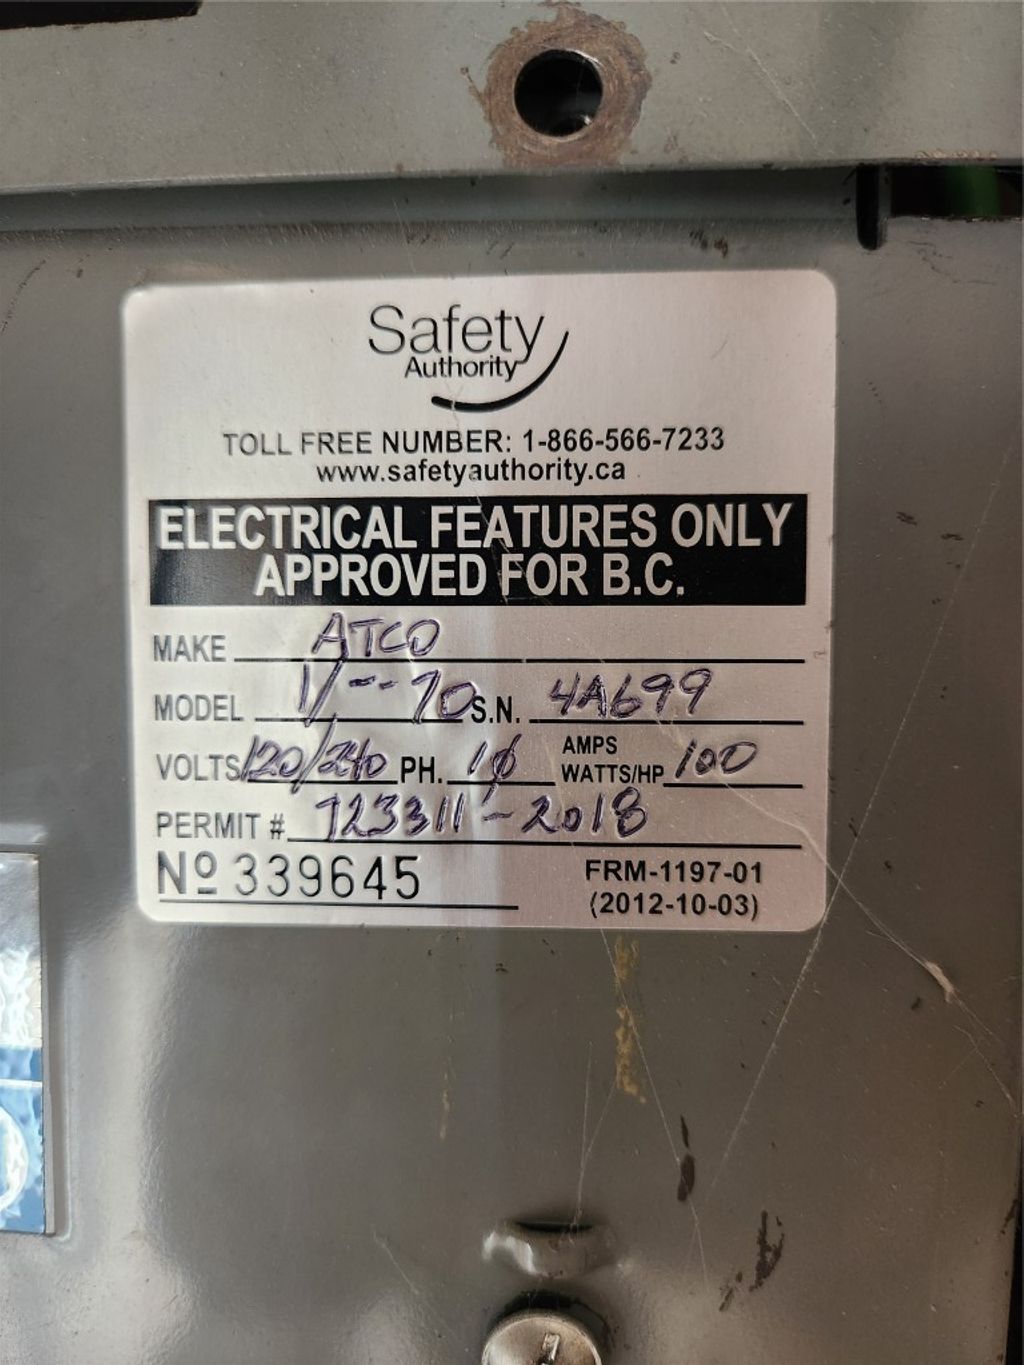 Safety
Authority
TOLL FREE NUMBER: 1-866-566-7233
www.safetyauthority.ca
ELECTRICAL FEATURES ONLY
APPROVED FOR B.C.
MAKE ATCO
MODEL S.N. 4A699
VOLTS 120/240 PH. 1ϕ AMPS WATTS/HP 100
PERMIT # 123311-2018
Nº 339645 FRM-1197-01
(2012-10-03)